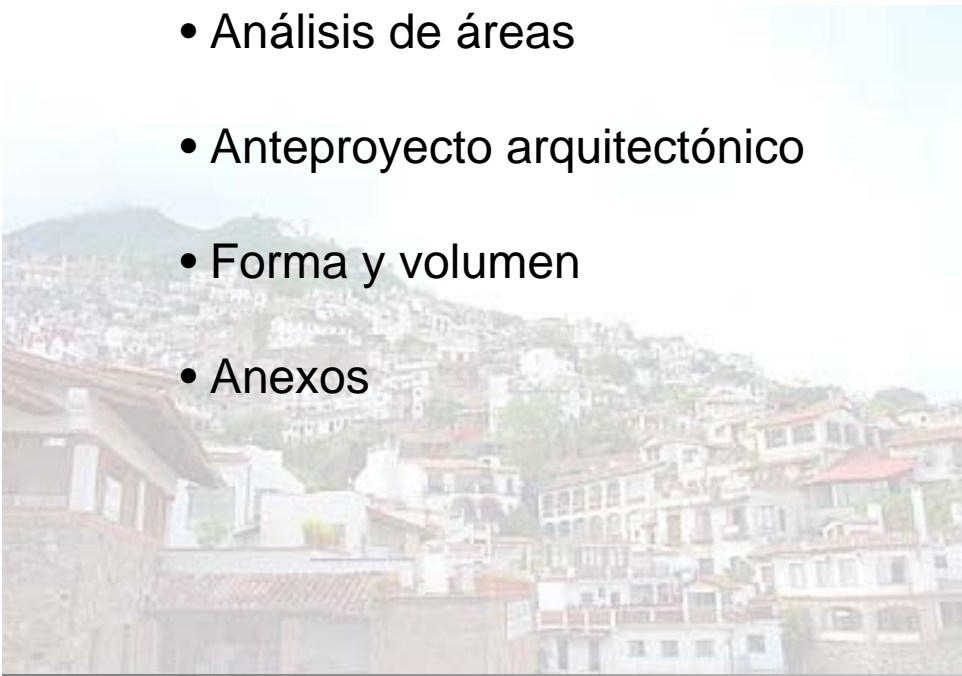 • Análisis de áreas
• Anteproyecto arquitectónico
• Forma y volumen
• Anexos